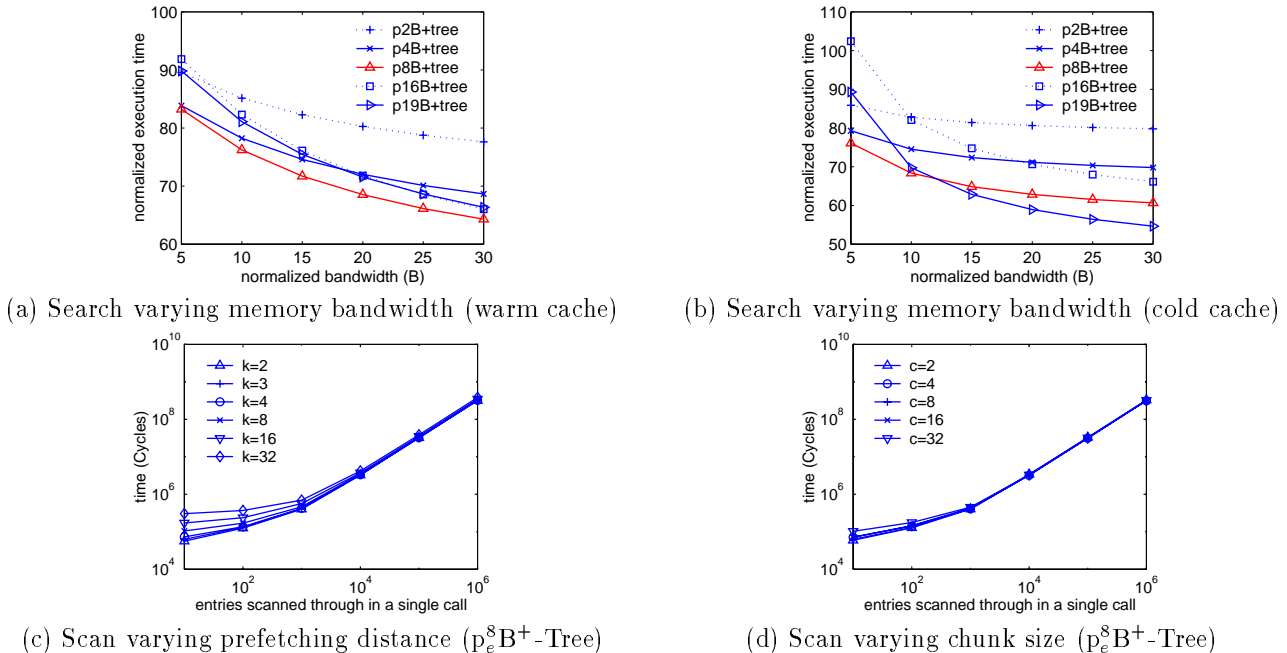 100
90
80
70
60
5
10
15
20
25
30
normalized execution time
normalized bandwidth (B)
p2B+tree
p4B+tree
p8B+tree
p16B+tree
p19B+tree
(a) Search varying memory bandwidth (warm cache)
110
100
90
80
70
60
50
5
10
15
20
25
30
normalized execution time
normalized bandwidth (B)
p2B+tree
p4B+tree
p8B+tree
p16B+tree
p19B+tree
(b) Search varying memory bandwidth (cold cache)
10^10
10^8
10^6
10^4
10^2
10^4
10^6
time (Cycles)
entries scanned through in a single call
k=2
k=3
k=4
k=8
k=16
k=32
(c) Scan varying prefetching distance (p_e^8B^+-Tree)
10^10
10^8
10^6
10^4
10^2
10^4
10^6
time (Cycles)
entries scanned through in a single call
c=2
c=4
c=8
c=16
c=32
(d) Scan varying chunk size (p_e^8B^+-Tree)